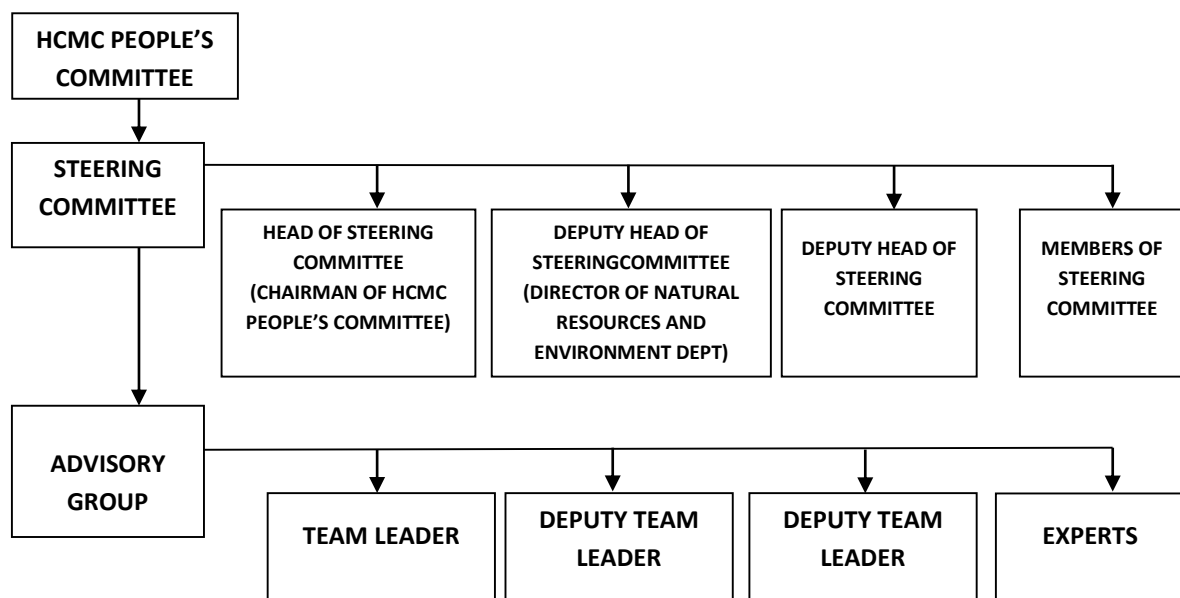 HCMC PEOPLE’S
COMMITTEE
STEERING
COMMITTEE
HEAD OF STEERING
COMMITTEE
(CHAIRMAN OF HCMC
PEOPLE’S COMMITTEE)
DEPUTY HEAD OF
STEERINGCOMMITTEE
(DIRECTOR OF NATURAL
RESOURCES AND
ENVIRONMENT DEPT)
DEPUTY HEAD OF
STEERING
COMMITTEE
MEMBERS OF
STEERING
COMMITTEE
ADVISORY
GROUP
TEAM LEADER
DEPUTY TEAM
LEADER
DEPUTY TEAM
LEADER
EXPERTS